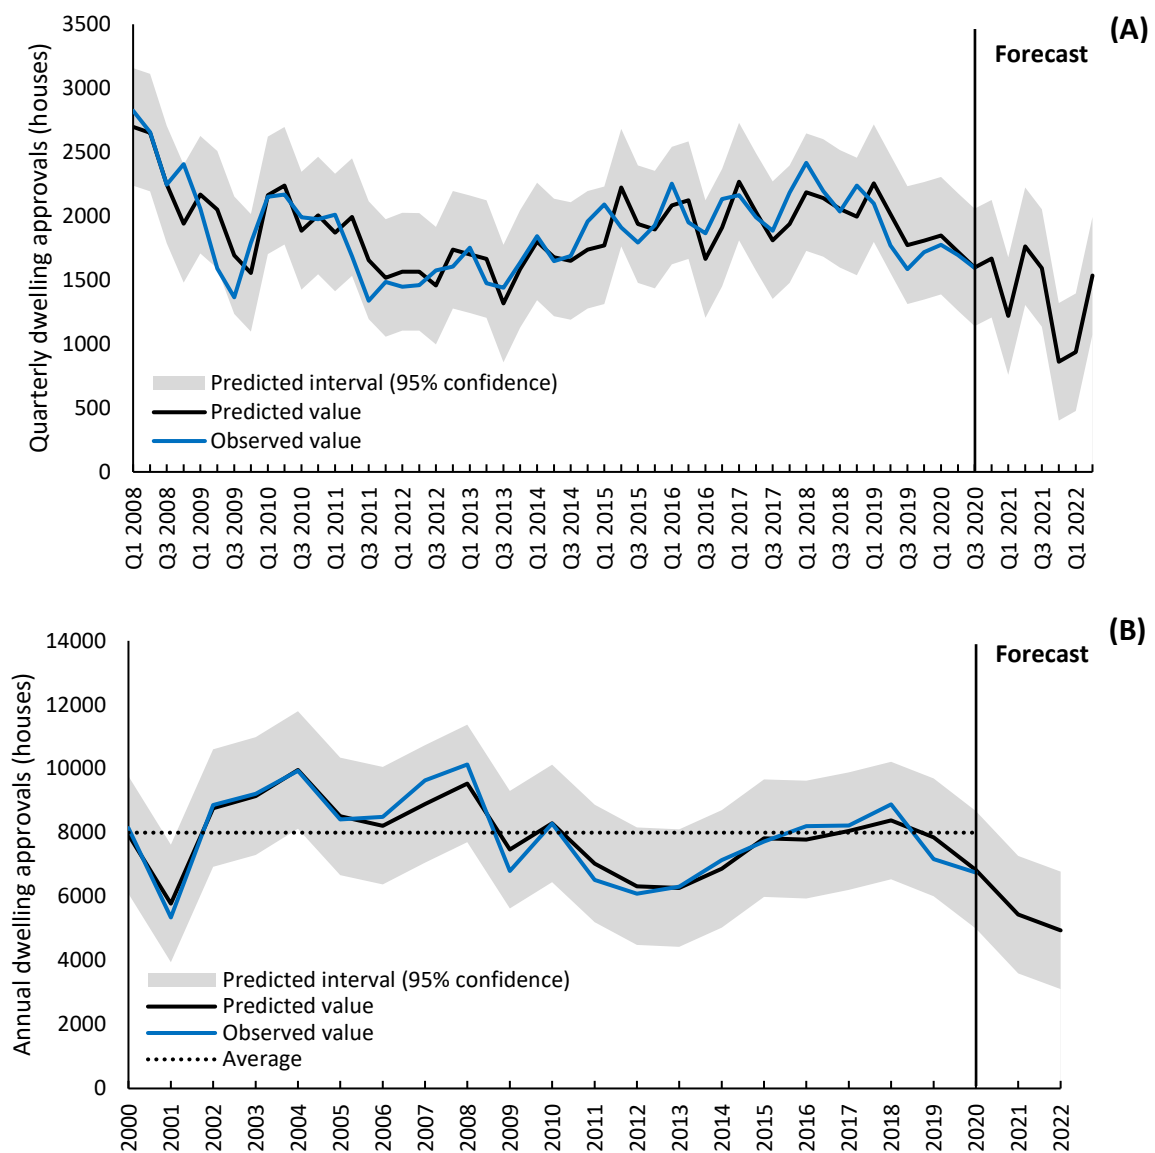 (A)
Forecast
Quarterly dwelling approvals (houses)
3500
3000
2500
2000
1500
1000
500
0
Predicted interval (95% confidence)
Predicted value
Observed value
Q1 2008
Q3 2008
Q1 2009
Q3 2009
Q1 2010
Q3 2010
Q1 2011
Q3 2011
Q1 2012
Q3 2012
Q1 2013
Q3 2013
Q1 2014
Q3 2014
Q1 2015
Q3 2015
Q1 2016
Q3 2016
Q1 2017
Q3 2017
Q1 2018
Q3 2018
Q1 2019
Q3 2019
Q1 2020
Q3 2020
Q1 2021
Q3 2021
Q1 2022
(B)
Forecast
Annual dwelling approvals (houses)
14000
12000
10000
8000
6000
4000
2000
0
Predicted interval (95% confidence)
Predicted value
Observed value
Average
2000
2001
2002
2003
2004
2005
2006
2007
2008
2009
2010
2011
2012
2013
2014
2015
2016
2017
2018
2019
2020
2021
2022